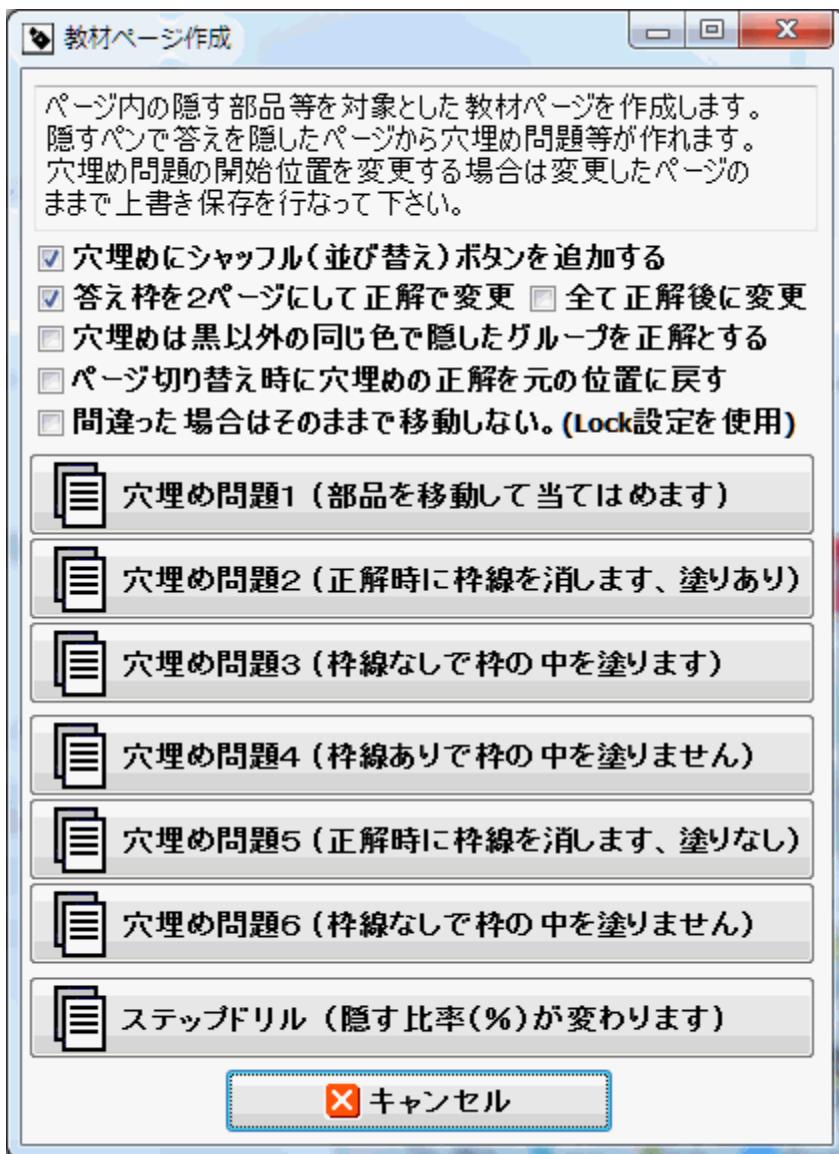 教材ページ作成
ページ内の隠す部品等を対象とした教材ページを作成します。
隠すペンで答えを隠したページから穴埋め問題等が作れます。
穴埋め問題の開始位置を変更する場合は変更したページの
ままで上書き保存を行なって下さい。
穴埋めにシャッフル(並び替え)ボタンを追加する
答え枠を2ページにして正解で変更 全て正解後に変更
穴埋めは黒以外の同じ色で隠したグループを正解とする
ページ切り替え時に穴埋めの正解を元の位置に戻す
間違った場合はそのままで移動しない。(Lock設定を使用)
穴埋め問題1(部品を移動して当てはめます)
穴埋め問題2(正解時に枠線を消します、塗りあり)
穴埋め問題3(枠線なしで枠の中を塗ります)
穴埋め問題4(枠線ありで枠の中を塗りません)
穴埋め問題5(正解時に枠線を消します、塗りなし)
穴埋め問題6(枠線なしで枠の中を塗りません)
ステップドリル(隠す比率(%)が変わります)
キャンセル